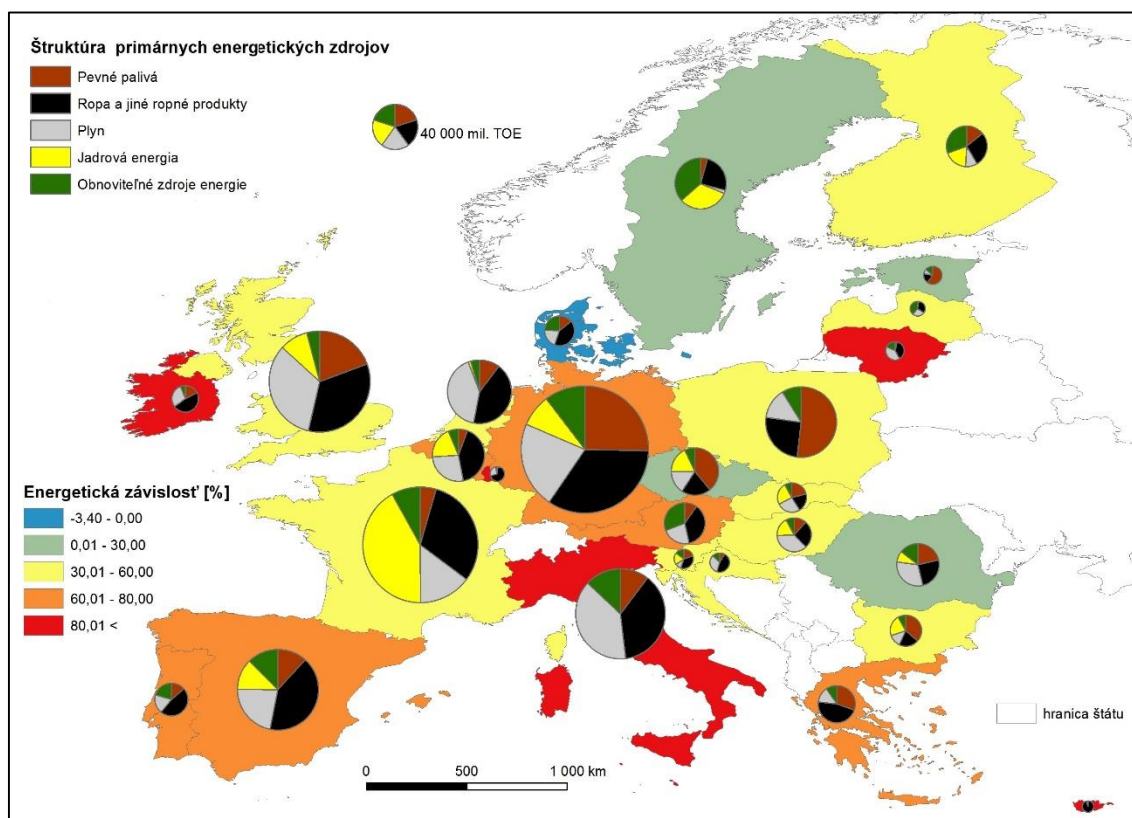 Štruktúra primárnych energetických zdrojov
Pevné palivá
Ropa a jiné ropné produkty
Plyn
Jadrová energia
Obnoviteľné zdroje energie
40 000 mil. TOE
Energetická závislosť [%]
-3,40 - 0,00
0,01 - 30,00
30,01 - 60,00
60,01 - 80,00
80,01 <
hranica štátu
0 500 1 000 km